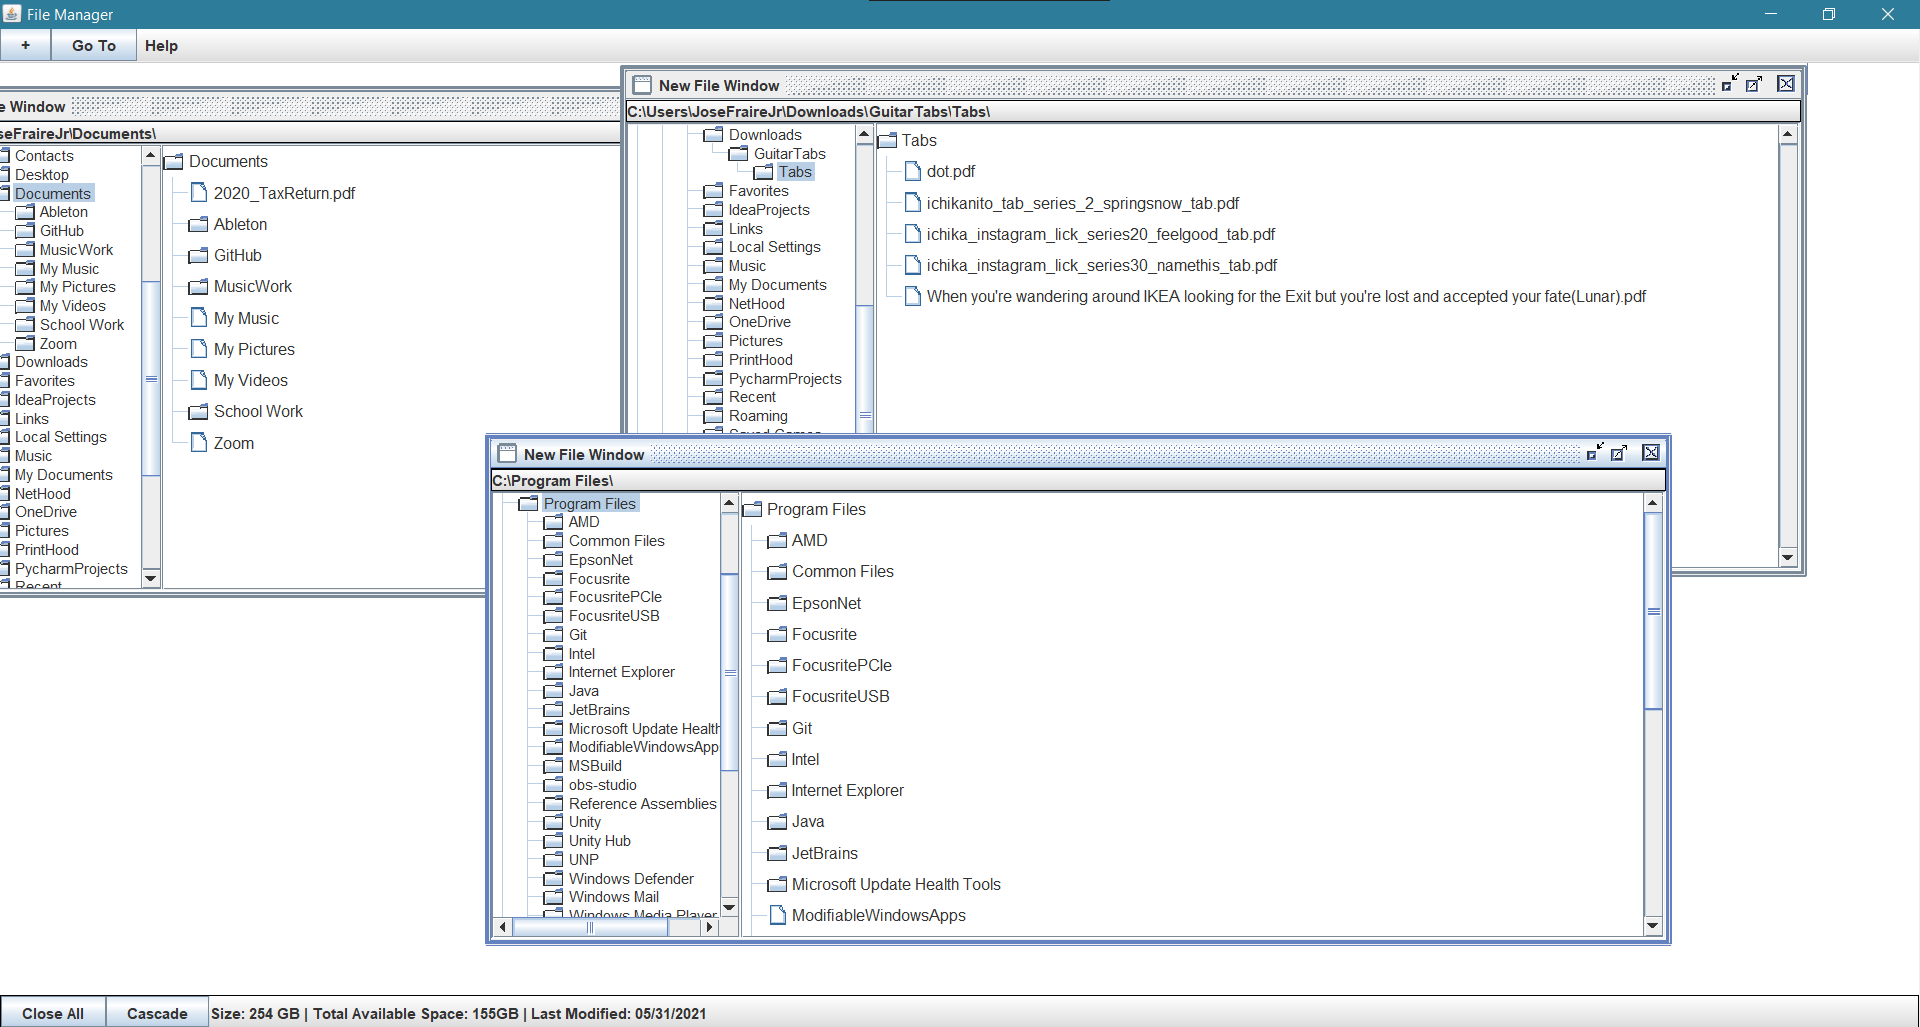 File Manager
+ Go To Help
e Window
seFraireJr\Documents\
Contacts
Desktop
Documents
Ableton
GitHub
MusicWork
My Music
My Pictures
My Videos
School Work
Zoom
Downloads
Favorites
IdeaProjects
Links
Local Settings
Music
My Documents
NetHood
OneDrive
Pictures
PrintHood
PycharmProjects
Recent
Documents
2020_TaxReturn.pdf
Ableton
GitHub
MusicWork
My Music
My Pictures
My Videos
School Work
Zoom
New File Window
C:\Users\JoseFraireJr\Downloads\GuitarTabs\Tabs\
Downloads
GuitarTabs
Tabs
Favorites
IdeaProjects
Links
Local Settings
Music
My Documents
NetHood
OneDrive
Pictures
PrintHood
PycharmProjects
Recent
Roaming
Saved Games
Tabs
dot.pdf
ichikanito_tab_series_2_springsnow_tab.pdf
ichika_instagram_lick_series20_feelgood_tab.pdf
ichika_instagram_lick_series30_namethis_tab.pdf
When you're wandering around IKEA looking for the Exit but you're lost and accepted your fate(Lunar).pdf
New File Window
C:\Program Files\
Program Files
AMD
Common Files
EpsonNet
Focusrite
FocusritePCIe
FocusriteUSB
Git
Intel
Internet Explorer
Java
JetBrains
Microsoft Update Health
ModifiableWindowsApp
MSBuild
obs-studio
Reference Assemblies
Unity
Unity Hub
UNP
Windows Defender
Windows Mail
Windows Media Player
Program Files
AMD
Common Files
EpsonNet
Focusrite
FocusritePCIe
FocusriteUSB
Git
Intel
Internet Explorer
Java
JetBrains
Microsoft Update Health Tools
ModifiableWindowsApps
Close All Cascade Size: 254 GB | Total Available Space: 155GB | Last Modified: 05/31/2021